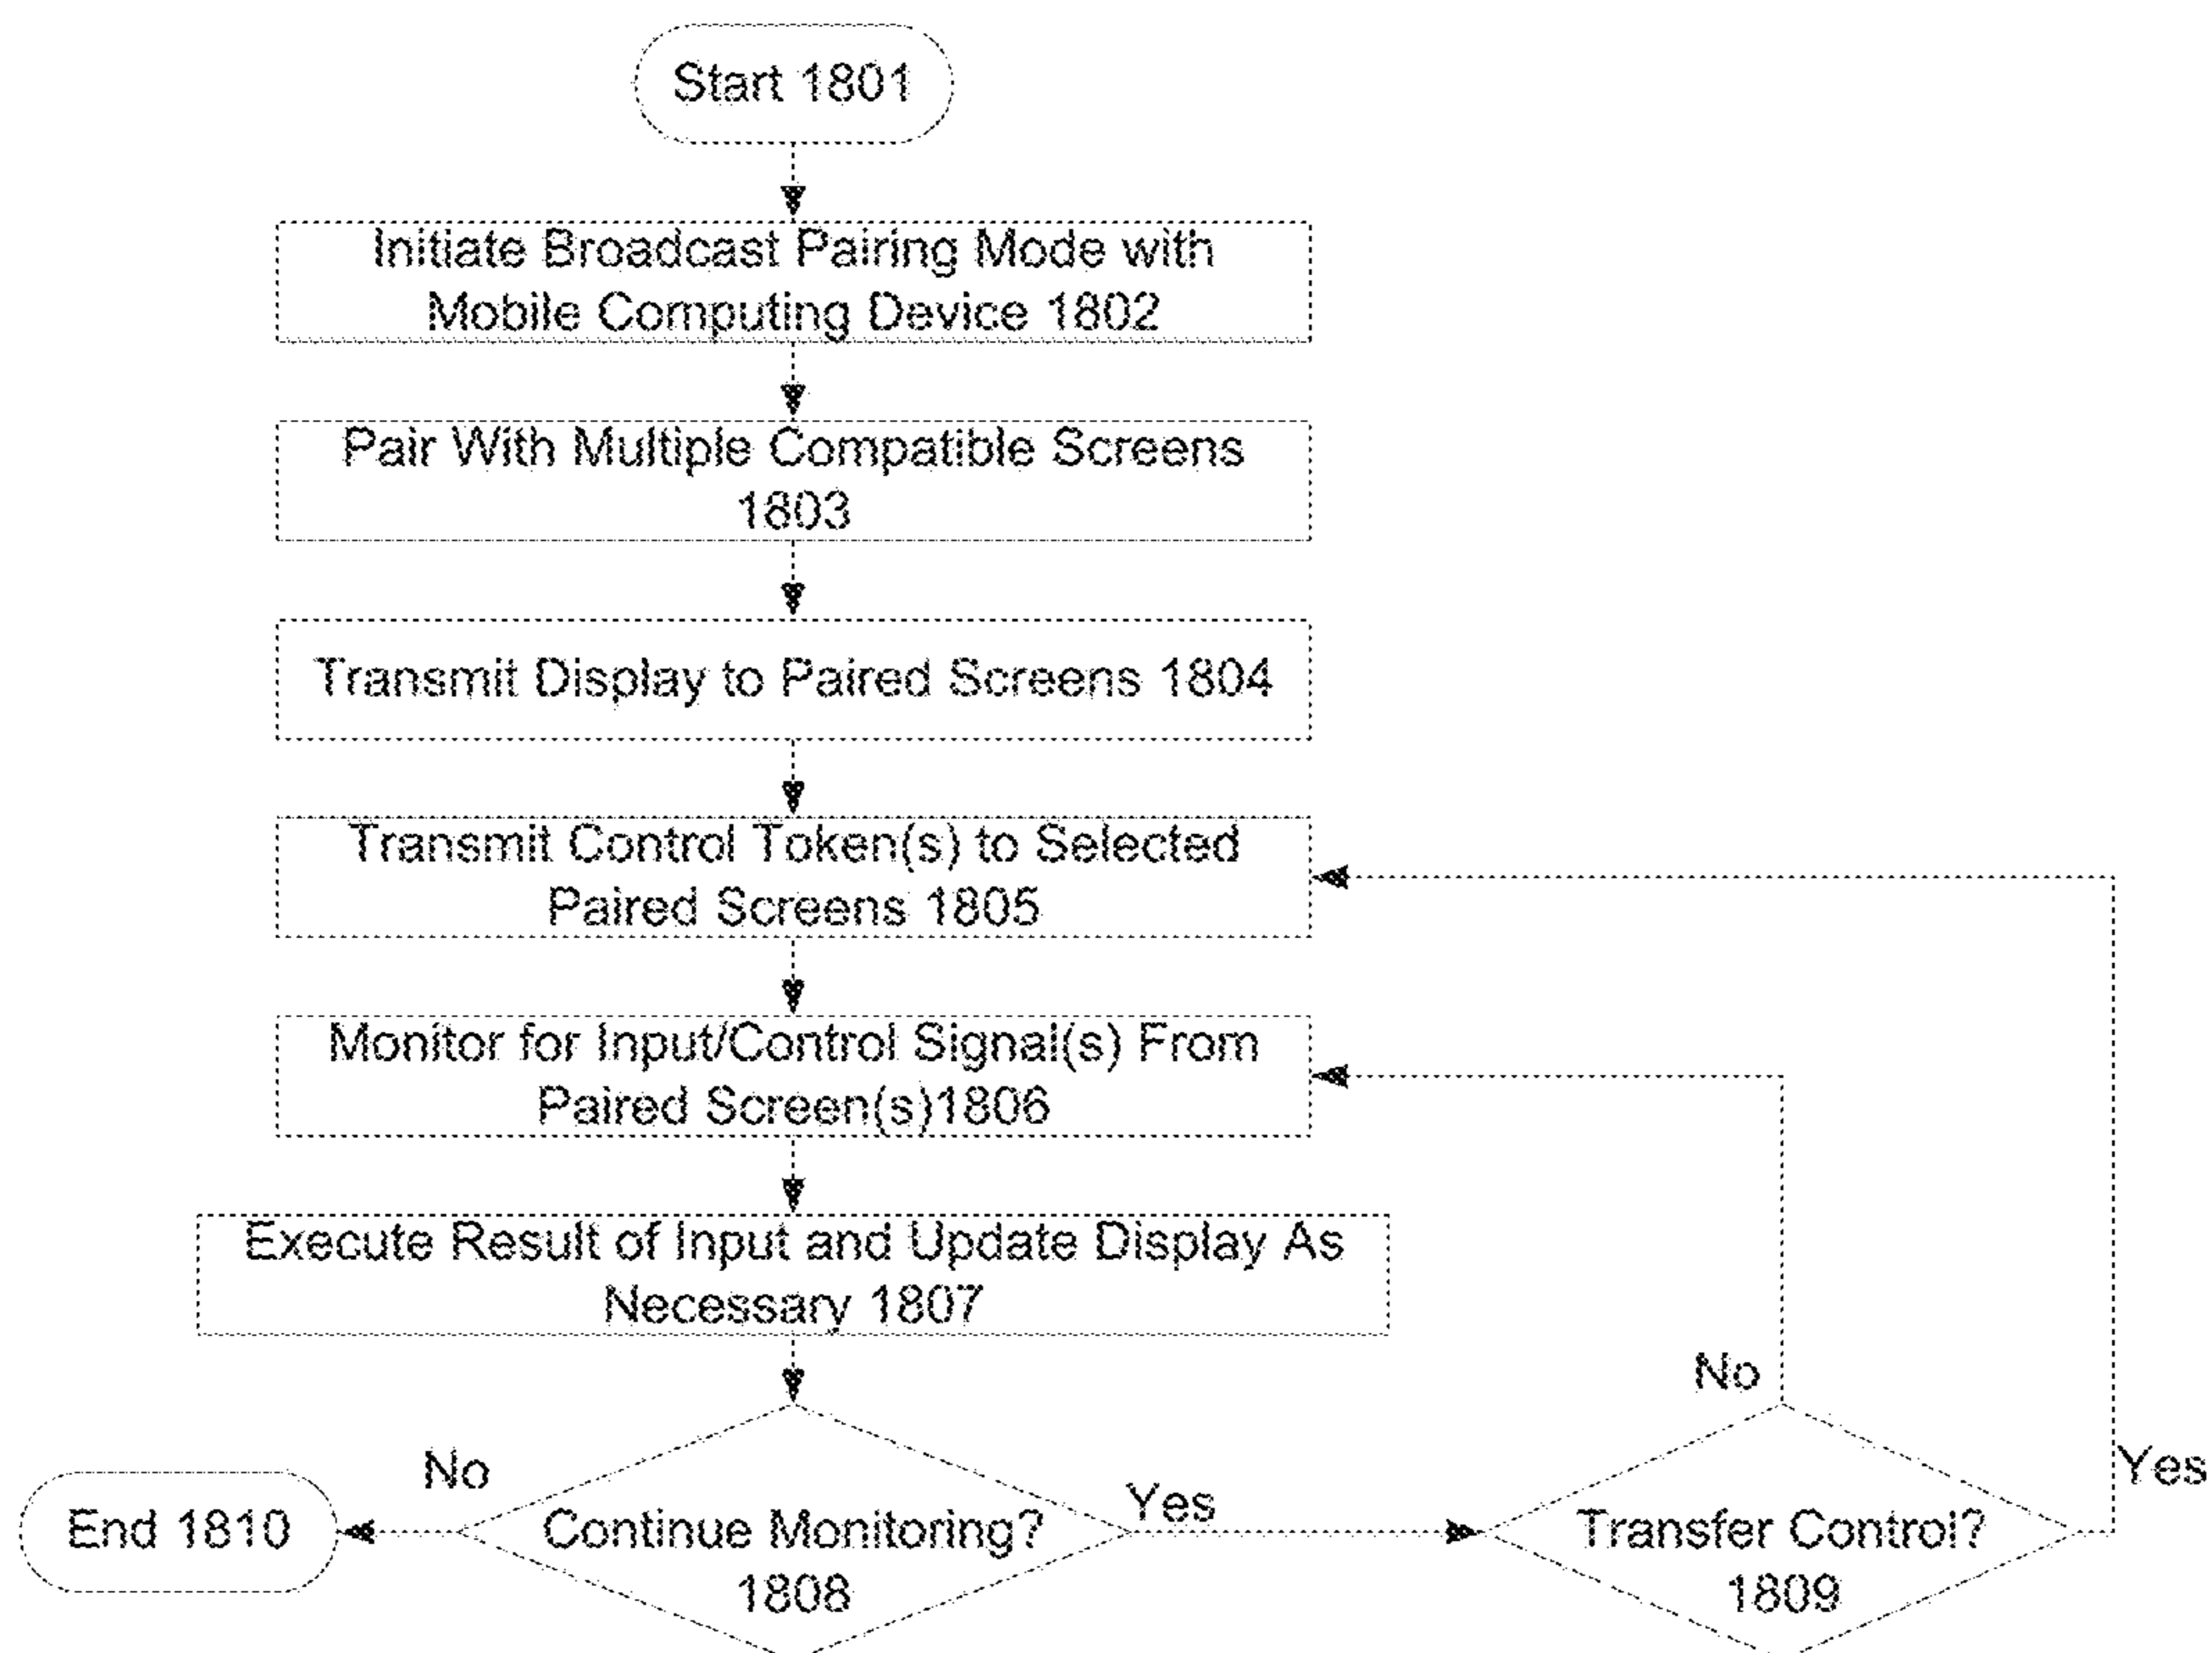 Start 1801
Initiate Broadcast Pairing Mode with
Mobile Computing Device 1802
Pair With Multiple Compatible Screens
1803
Transmit Display to Paired Screens 1804
Transmit Control Token(s) to Selected
Paired Screens 1805
Monitor for Input/Control Signal(s) From
Paired Screen(s)1806
Execute Result of Input and Update Display As
Necessary 1807
No
Yes
No
Yes
End 1810
Continue Monitoring?
1808
Transfer Control?
1809